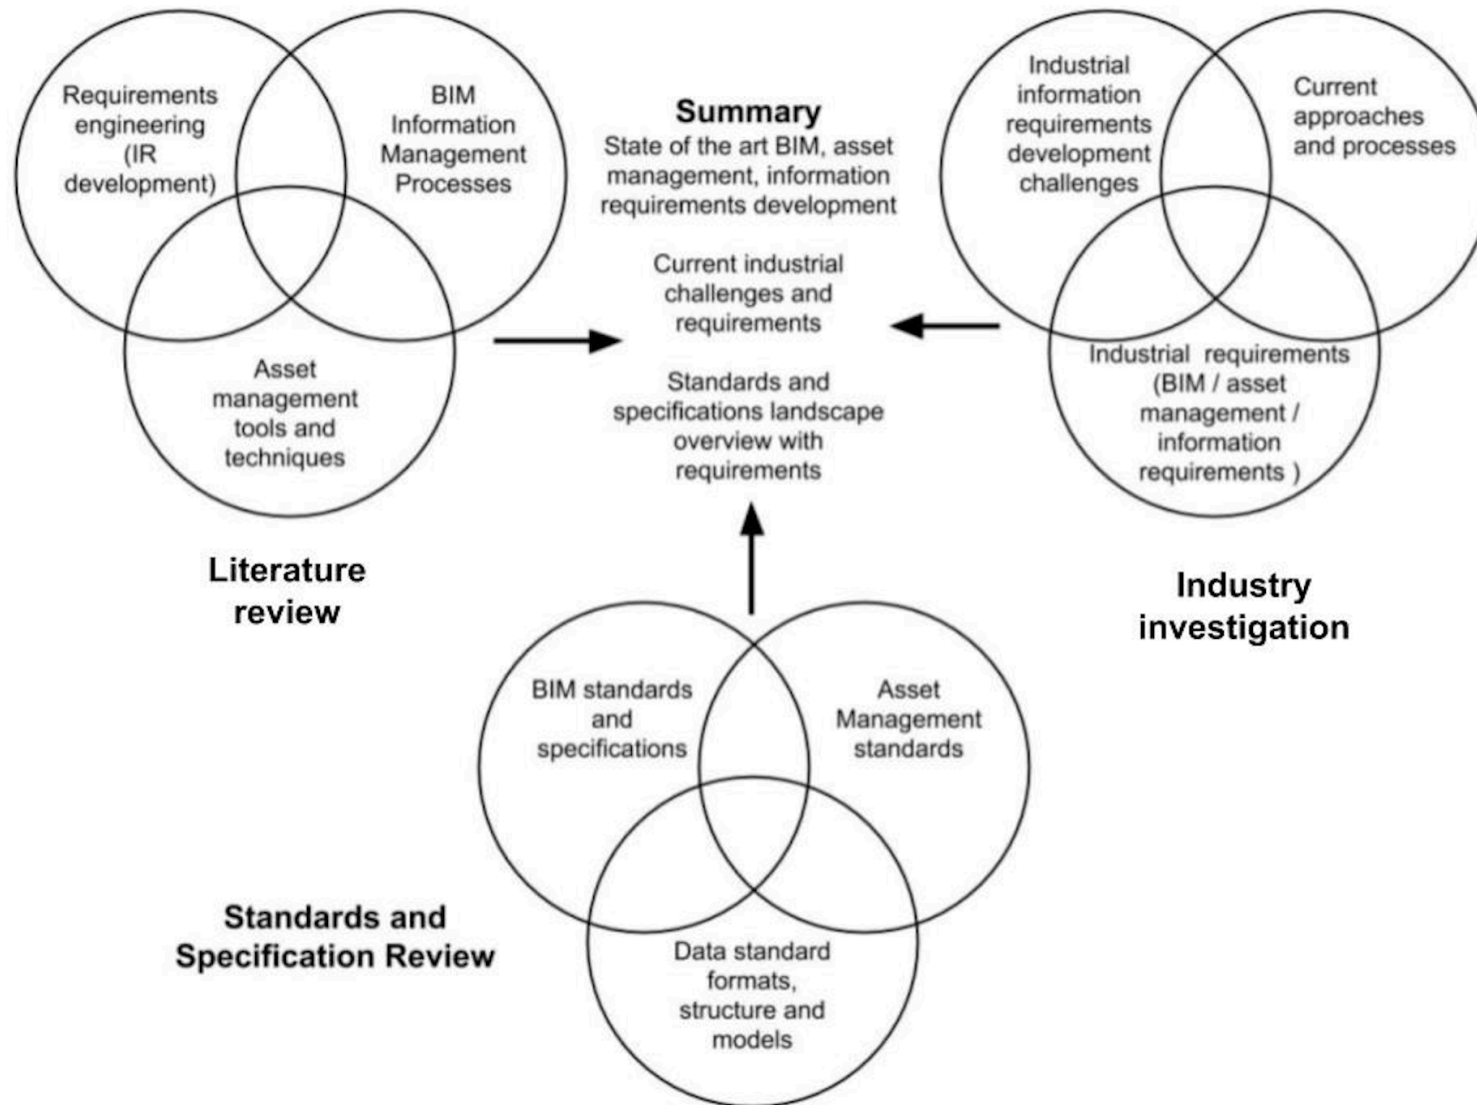 Requirements
engineering
(IR
development)
BIM
Information
Management
Processes
Asset
management
tools and
techniques
Literature
review
Summary
State of the art BIM, asset
management, information
requirements development
Current industrial
challenges and
requirements
Standards and
specifications landscape
overview with
requirements
Industrial
information
requirements
development
challenges
Current
approaches
and processes
Industrial requirements
(BIM / asset
management /
information
requirements )
Industry
investigation
BIM standards
and
specifications
Asset
Management
standards
Data standard
formats,
structure and
models
Standards and
Specification Review